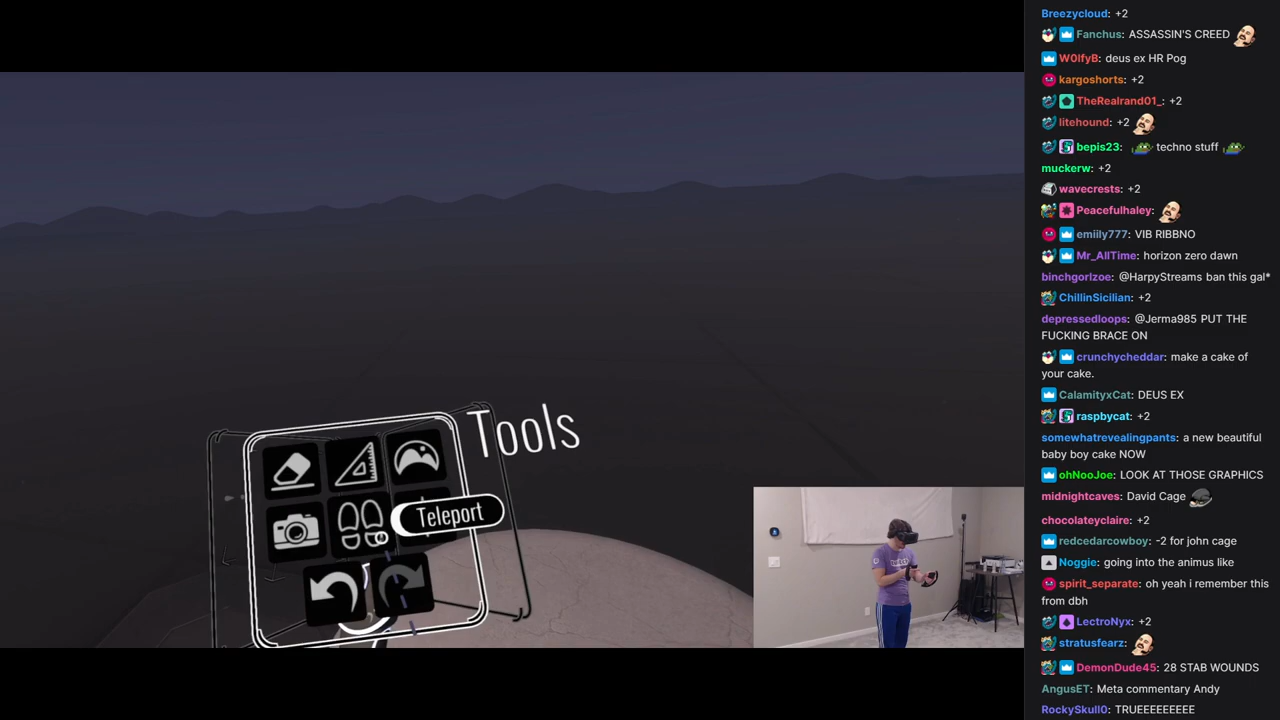 Tools
Teleport
Breezycloud: +2
Fanchus: ASSASSIN'S CREED
W0lfyB: deus ex HR Pog
kargoshorts: +2
TheRealrand01_: +2
litehound: +2
bepis23: techno stuff
muckerw: +2
wavecrests: +2
Peacefulhaley:
emiily777: VIB RIBBNO
Mr_AllTime: horizon zero dawn
binchgorlzoe: @HarpyStreams ban this gal*
ChillinSicilian: +2
depressedloops: @Jerma985 PUT THE
FUCKING BRACE ON
crunchycheddar: make a cake of
your cake.
CalamityxCat: DEUS EX
raspbycat: +2
somewhatrevealingpants: a new beautiful
baby boy cake NOW
ohNooJoe: LOOK AT THOSE GRAPHICS
midnightcaves: David Cage
chocolateyclaire: +2
redcedarcowboy: -2 for john cage
Noggie: going into the animus like
spirit_separate: oh yeah i remember this
from dbh
LectroNyx: +2
stratusfearz:
DemonDude45: 28 STAB WOUNDS
AngusET: Meta commentary Andy
RockySkull0: TRUEEEEEEEEE